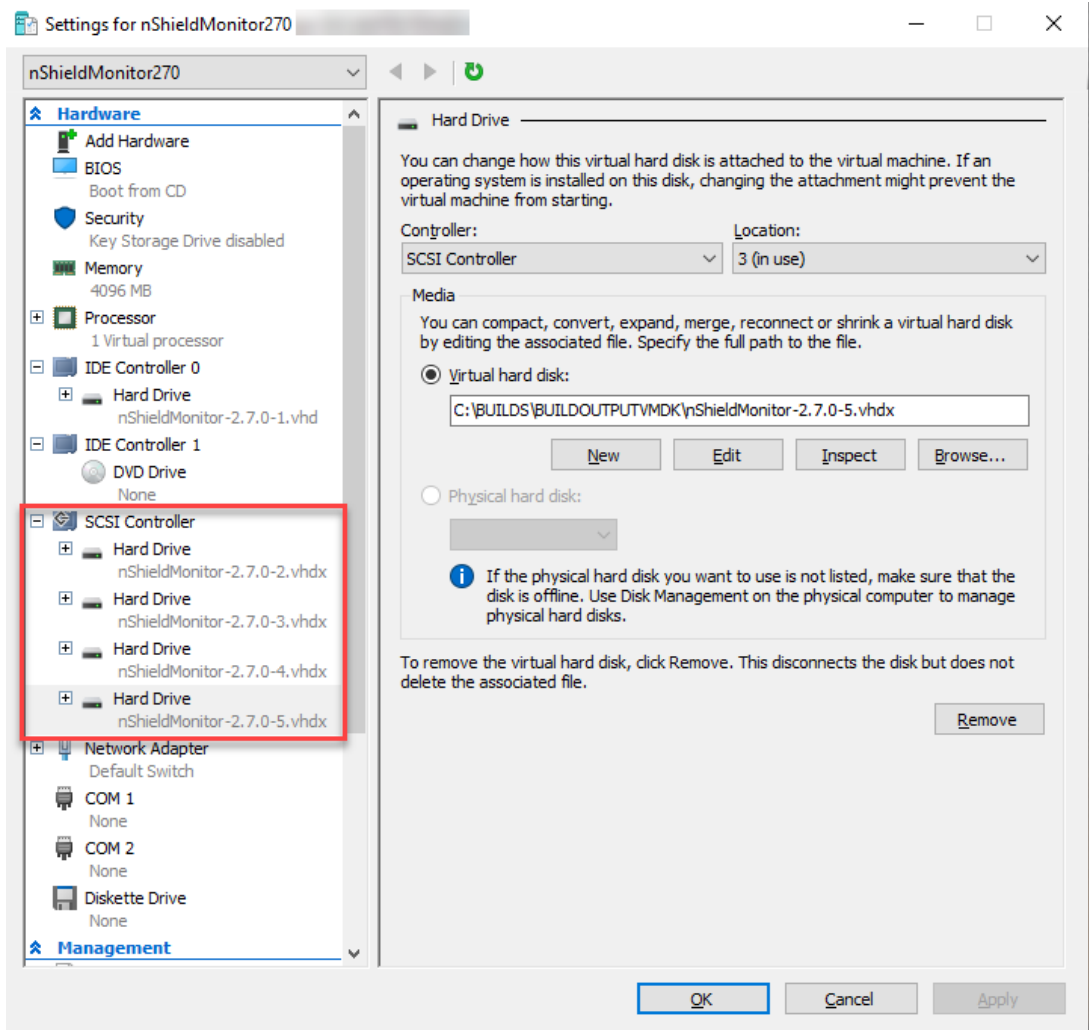 Settings for nShieldMonitor270
nShieldMonitor270
Hardware
Add Hardware
BIOS
Boot from CD
Security
Key Storage Drive disabled
Memory
4096 MB
Processor
1 Virtual processor
IDE Controller 0
Hard Drive
nShieldMonitor-2.7.0-1.vhd
IDE Controller 1
DVD Drive
None
SCSI Controller
Hard Drive
nShieldMonitor-2.7.0-2.vhdx
Hard Drive
nShieldMonitor-2.7.0-3.vhdx
Hard Drive
nShieldMonitor-2.7.0-4.vhdx
Hard Drive
nShieldMonitor-2.7.0-5.vhdx
Network Adapter
Default Switch
COM 1
None
COM 2
None
Diskette Drive
None
Management
Hard Drive
You can change how this virtual hard disk is attached to the virtual machine. If an
operating system is installed on this disk, changing the attachment might prevent the
virtual machine from starting.
Controller: Location:
SCSI Controller 3 (in use)
Media
You can compact, convert, expand, merge, reconnect or shrink a virtual hard disk
by editing the associated file. Specify the full path to the file.
Virtual hard disk:
C:\BUILDS\BUILDOUTPUTVMDK\nShieldMonitor-2.7.0-5.vhdx
New Edit Inspect Browse...
Physical hard disk:
If the physical hard disk you want to use is not listed, make sure that the
disk is offline. Use Disk Management on the physical computer to manage
physical hard disks.
To remove the virtual hard disk, click Remove. This disconnects the disk but does not
delete the associated file.
Remove
OK Cancel Apply